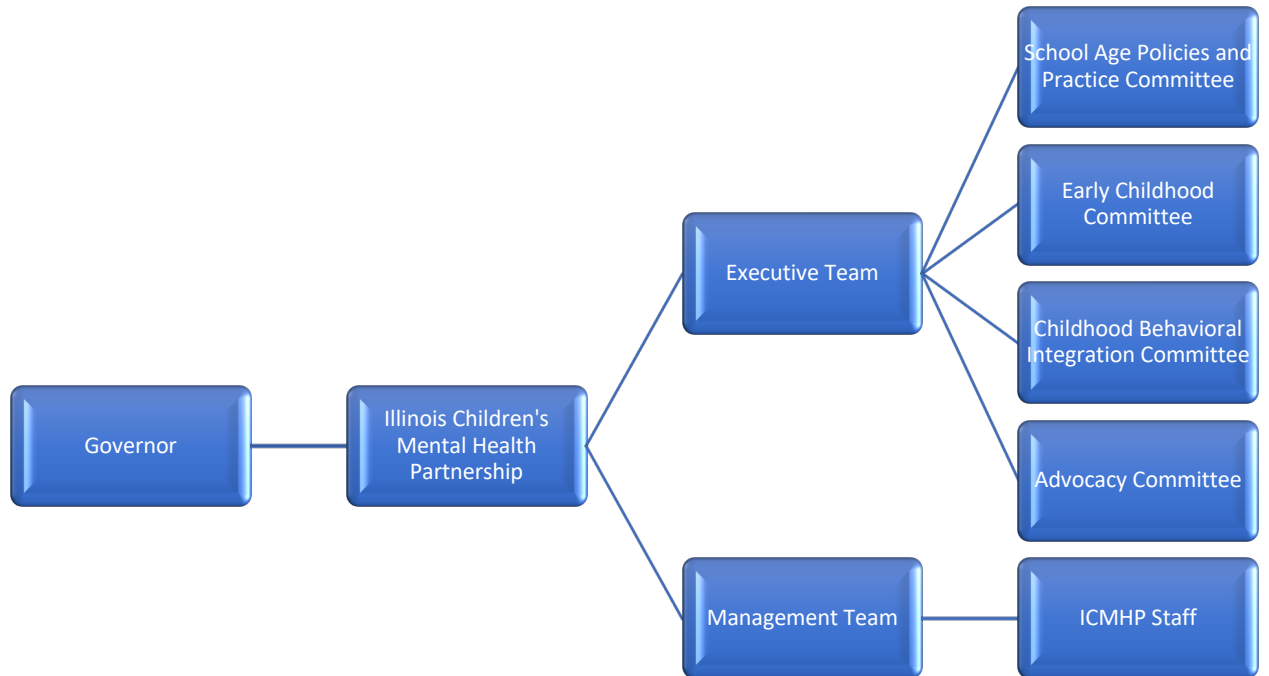 School Age Policies and
Practice Committee
Early Childhood
Committee
Executive Team
Childhood Behavioral
Integration Committee
Governor
Illinois Children's
Mental Health
Partnership
Advocacy Committee
Management Team
ICMHP Staff